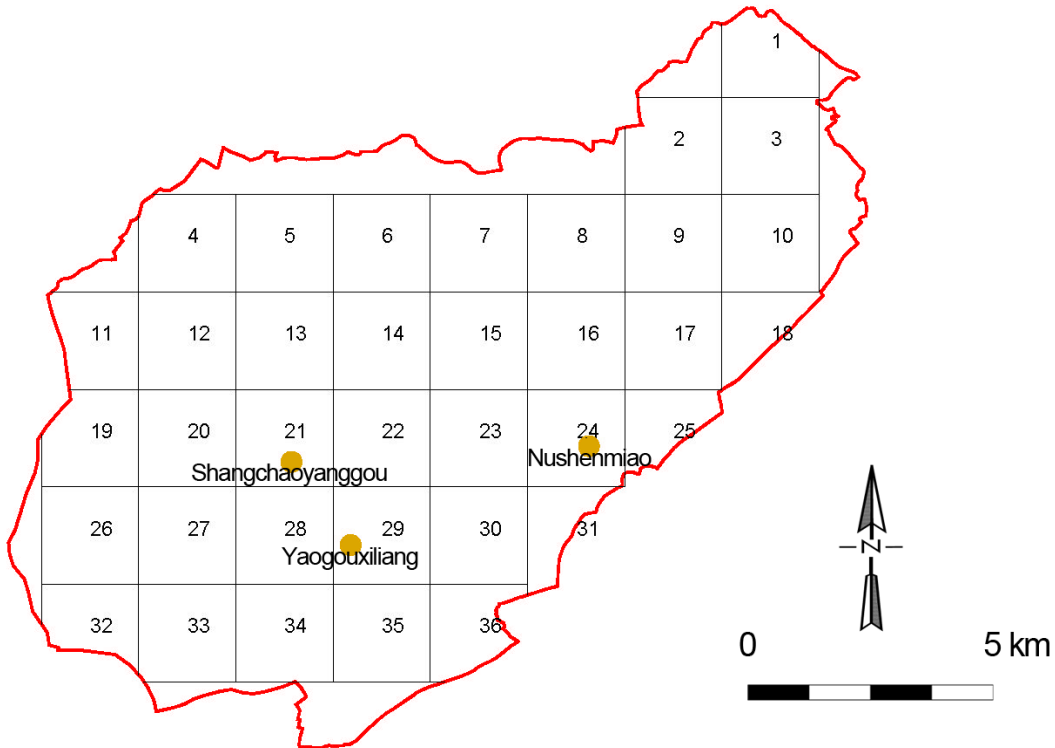 1
2 3
4 5 6 7 8 9 10
11 12 13 14 15 16 17 18
19 20 21 22 23 24 25
Shangchaoyanggou Nushenmiao
26 27 28 29 30 31
Yaogouxiliang
N
32 33 34 35 36
0 5 km